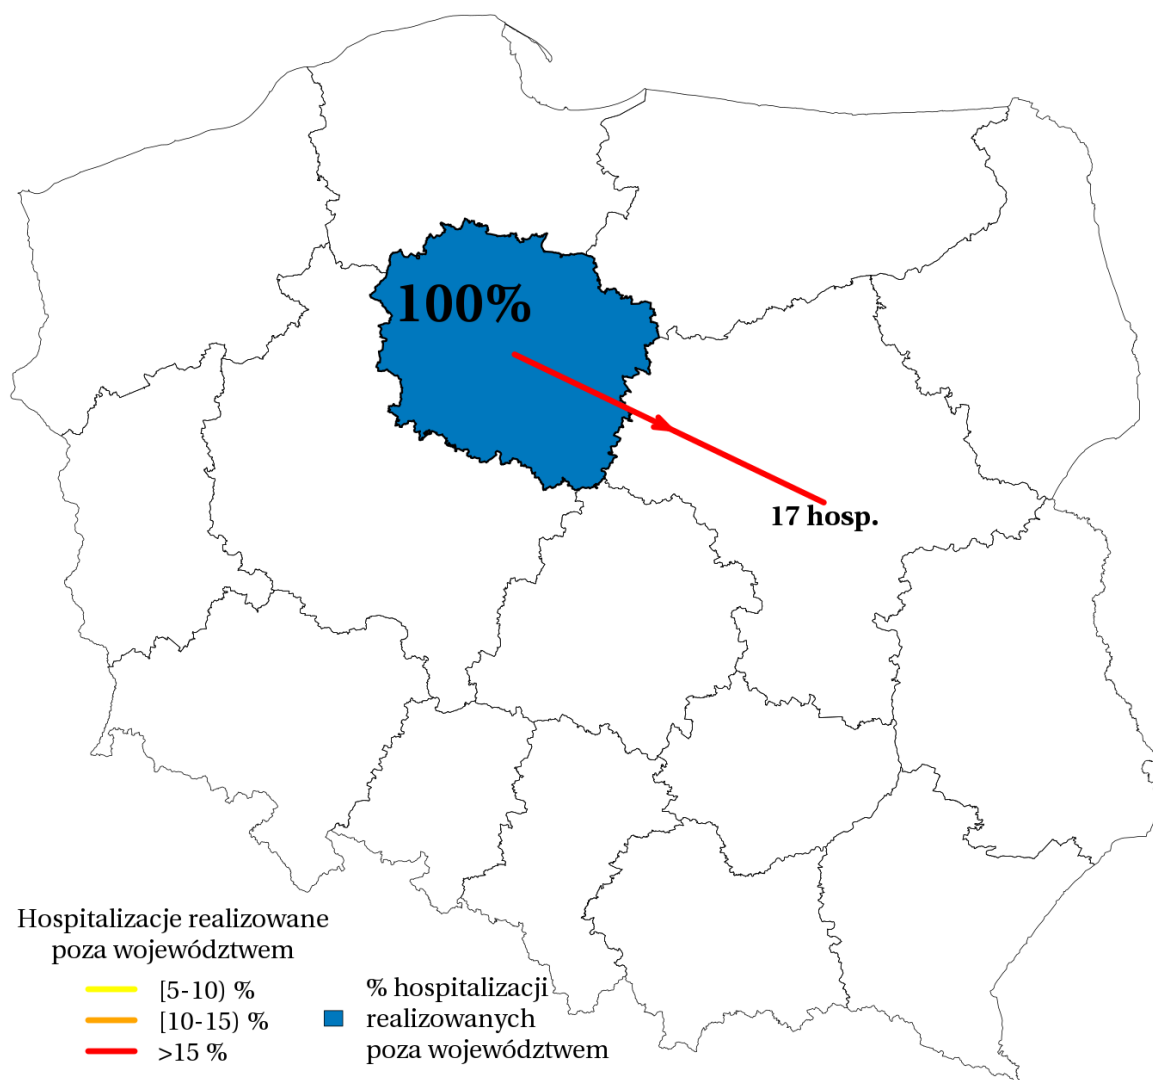 100%
17 hosp.
Hospitalizacje realizowane
poza województwem
[5-10) %
[10-15) %
>15 %
% hospitalizacji
realizowanych
poza województwem